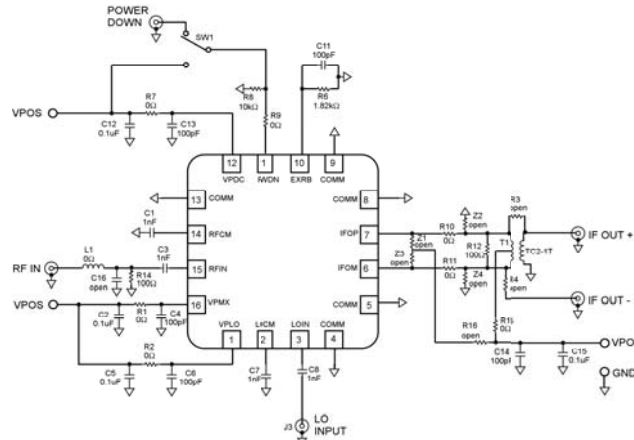 POWER
DOWN
SW1
C11
100pF
R7
0Ω
R8
10kΩ
R6
1.82kΩ
VPOS
C12
0.1uF
C13
100pF
R9
0Ω
12
1
10
9
VPDC
PWDN
EXRB
COMM
13
COMM
COMM
8
C1
1nF
14
RFCM
IFOP
7
Z1
open
Z2
open
R10
0Ω
R3
open
IF OUT +
L1
0Ω
C3
1nF
Z3
open
R12
100Ω
T1
TC2-1T
RF IN
15
RFIN
IFOM
6
C16
open
R14
100Ω
R11
0Ω
Z4
open
R4
open
VPOS
16
VPMX
COMM
5
IF OUT -
C2
0.1uF
R1
0Ω
C4
100pF
R16
open
R15
0Ω
VPLO
LOIN
COMM
VPO
R2
0Ω
1
2
3
4
C14
100pF
C15
0.1uF
C5
0.1uF
C6
100pF
C7
1nF
C8
1nF
GND
J3
LO
INPUT